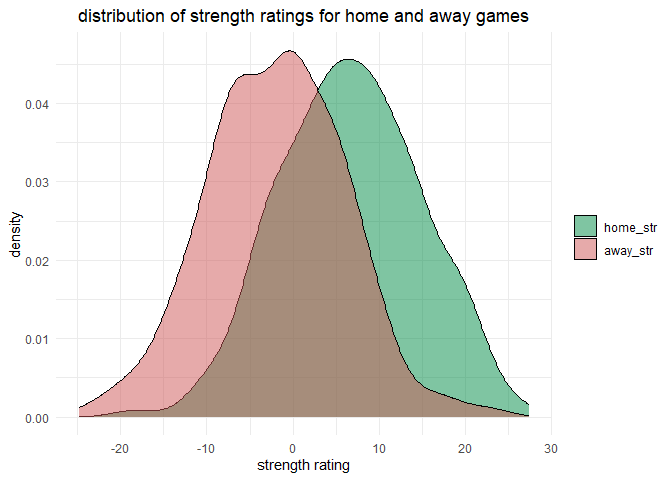 distribution of strength ratings for home and away games
density
0.04
0.03
0.02
0.01
0.00
-20
-10
0
10
20
30
strength rating
home_str
away_str